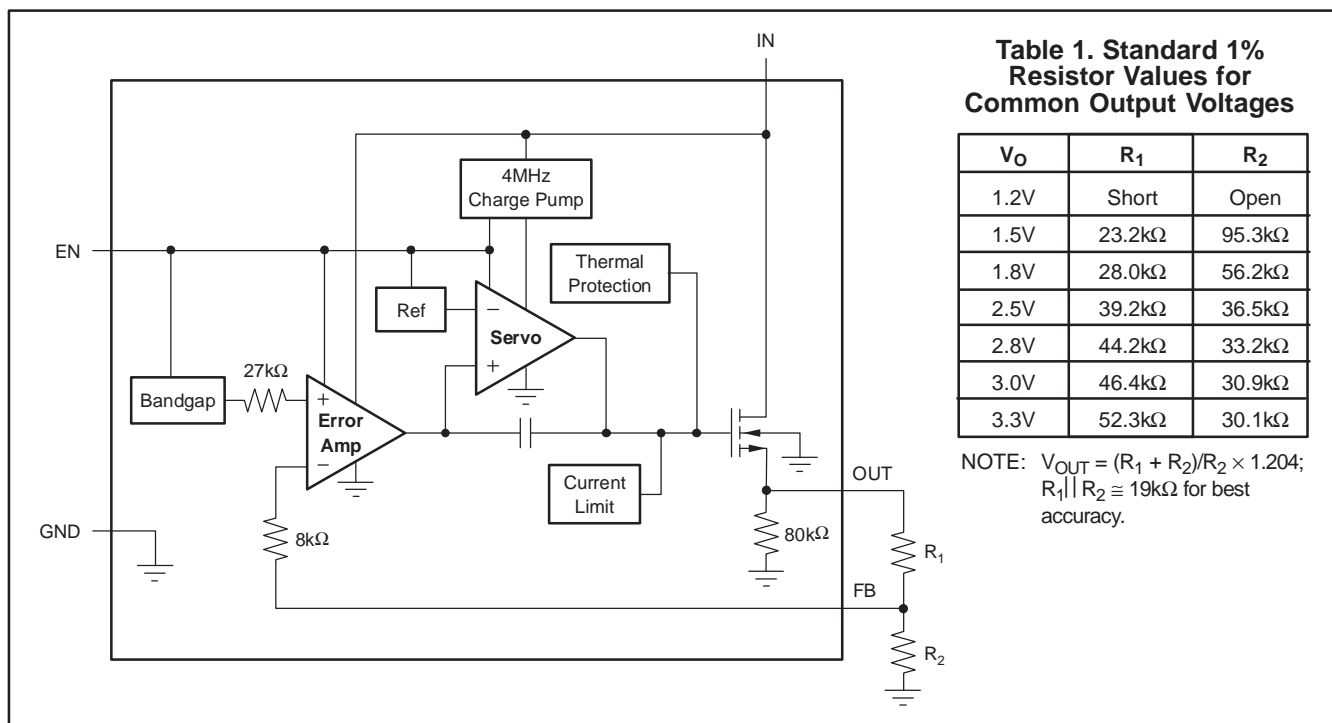 IN
4MHz
Charge Pump
EN
Thermal
Protection
Ref
−
Servo
+
27kΩ
Bandgap
+
Error
Amp
−
Current
Limit
OUT
GND
8kΩ
80kΩ
R1
FB
R2
Table 1. Standard 1%
Resistor Values for
Common Output Voltages
VO R1 R2
1.2V Short Open
1.5V 23.2kΩ 95.3kΩ
1.8V 28.0kΩ 56.2kΩ
2.5V 39.2kΩ 36.5kΩ
2.8V 44.2kΩ 33.2kΩ
3.0V 46.4kΩ 30.9kΩ
3.3V 52.3kΩ 30.1kΩ
NOTE: VOUT = (R1 + R2)/R2 × 1.204;
R1|| R2 ≅ 19kΩ for best
accuracy.